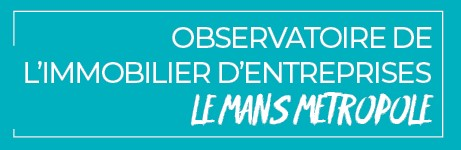 OBSERVATOIRE DE
L'IMMOBILIER D'ENTREPRISES
LE MANS METROPOLE